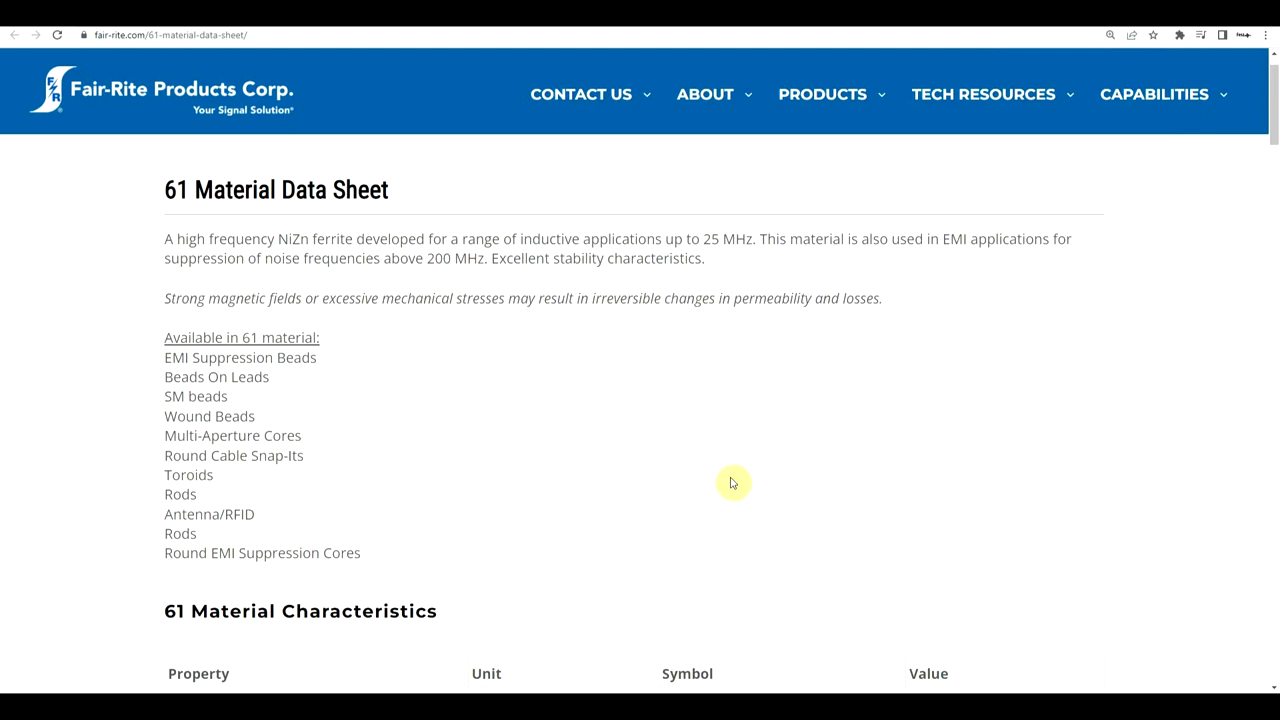 fair-rite.com/61-material-data-sheet/
Fair-Rite Products Corp.
Your Signal Solution®
CONTACT US
ABOUT
PRODUCTS
TECH RESOURCES
CAPABILITIES
61 Material Data Sheet
A high frequency NiZn ferrite developed for a range of inductive applications up to 25 MHz. This material is also used in EMI applications for
suppression of noise frequencies above 200 MHz. Excellent stability characteristics.
Strong magnetic fields or excessive mechanical stresses may result in irreversible changes in permeability and losses.
Available in 61 material:
EMI Suppression Beads
Beads On Leads
SM beads
Wound Beads
Multi-Aperture Cores
Round Cable Snap-Its
Toroids
Rods
Antenna/RFID
Rods
Round EMI Suppression Cores
61 Material Characteristics
Property Unit Symbol Value